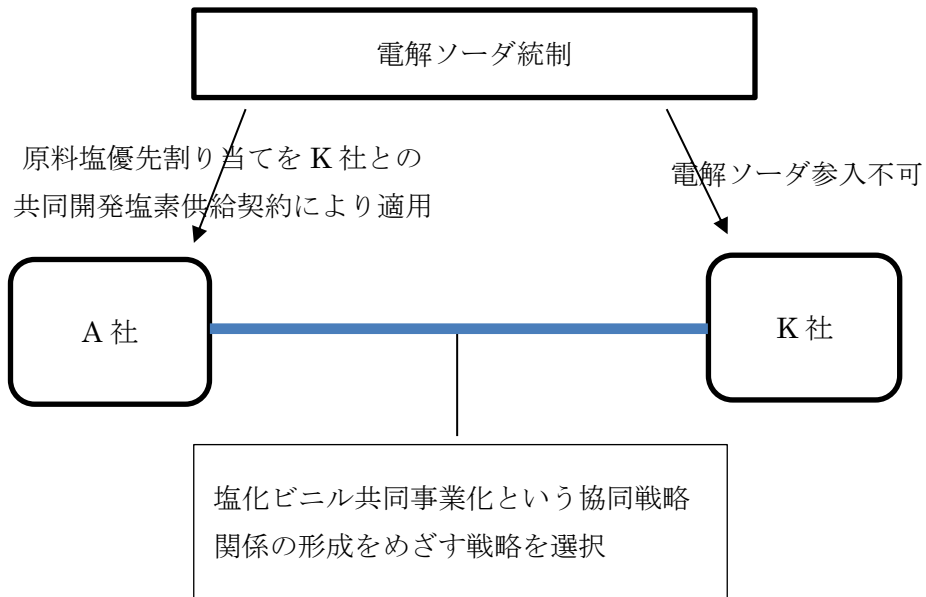 電解ソーダ統制
原料塩優先割り当てを K 社との
共同開発塩素供給契約により適用
電解ソーダ参入不可
A 社
K 社
塩化ビニル共同事業化という協同戦略
関係の形成をめざす戦略を選択